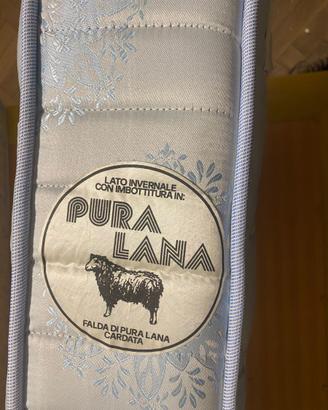 LATO INVERNALE
CON IMBOTTITURA IN:
PURA
LANA
FALDA DI PURA LANA
CARDATA